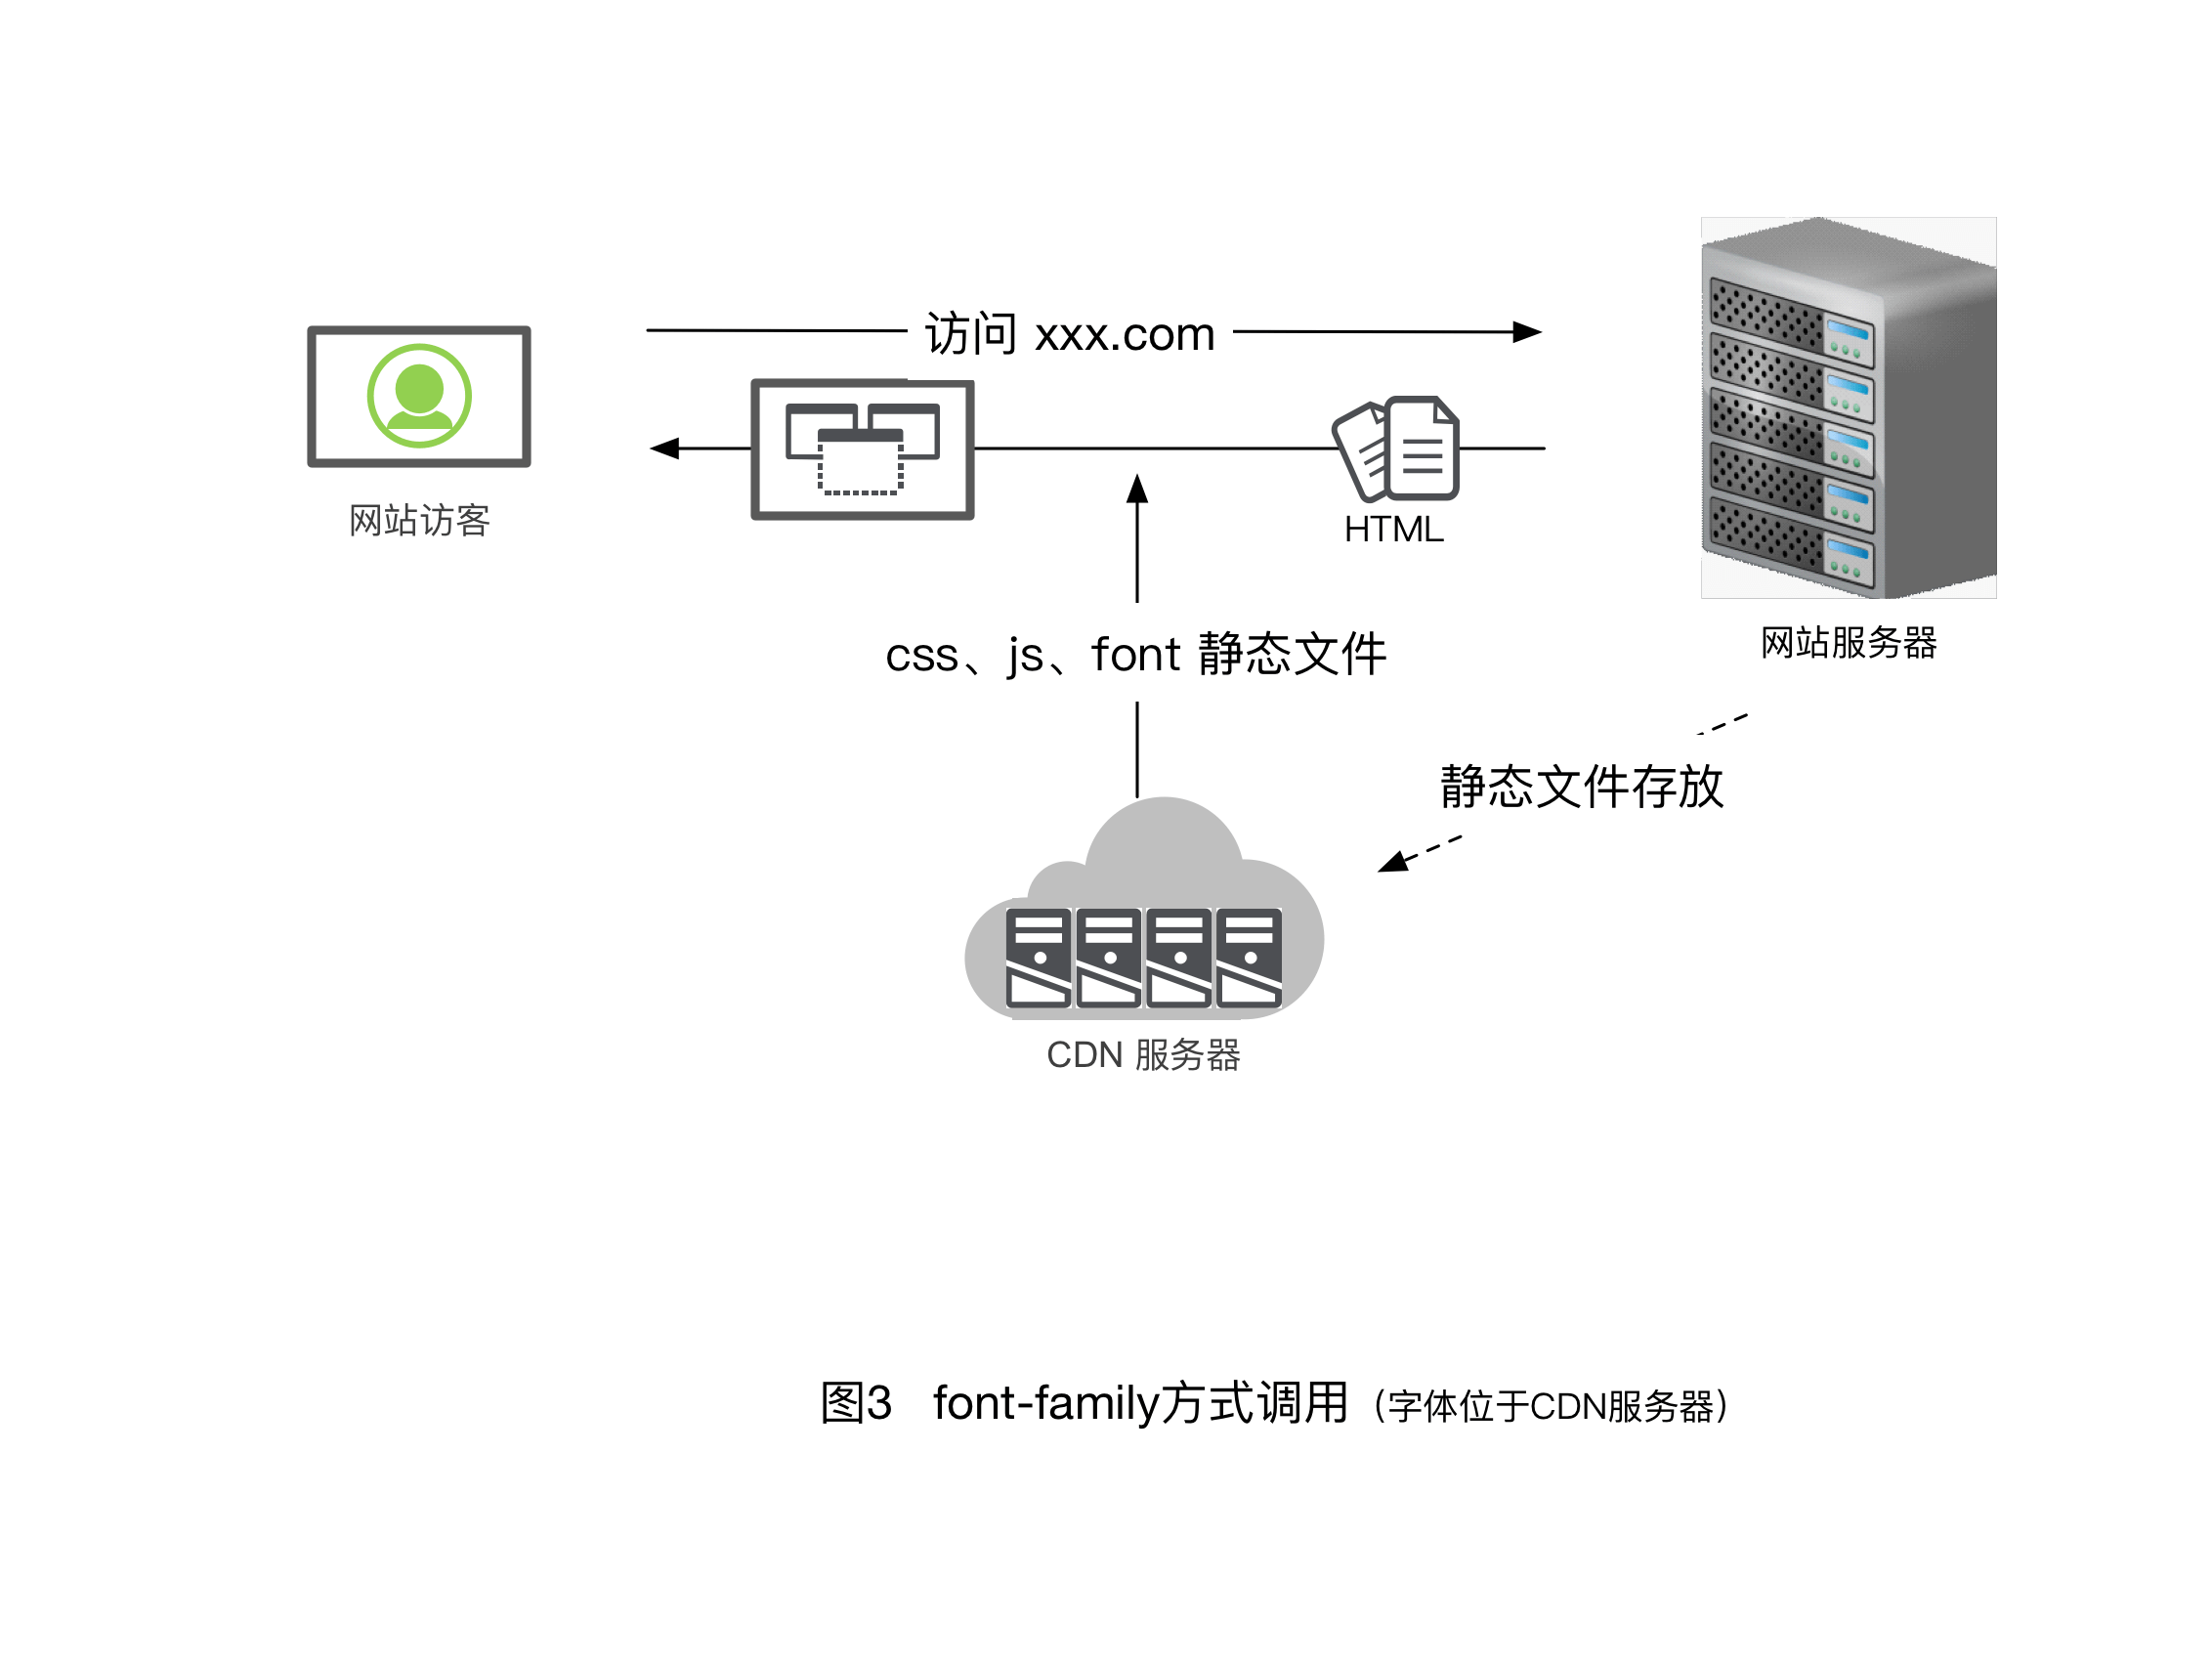 访问 xxx.com
网站访客
HTML
css、js、font 静态文件
网站服务器
静态文件存放
CDN 服务器
图3 font-family方式调用（字体位于CDN服务器）